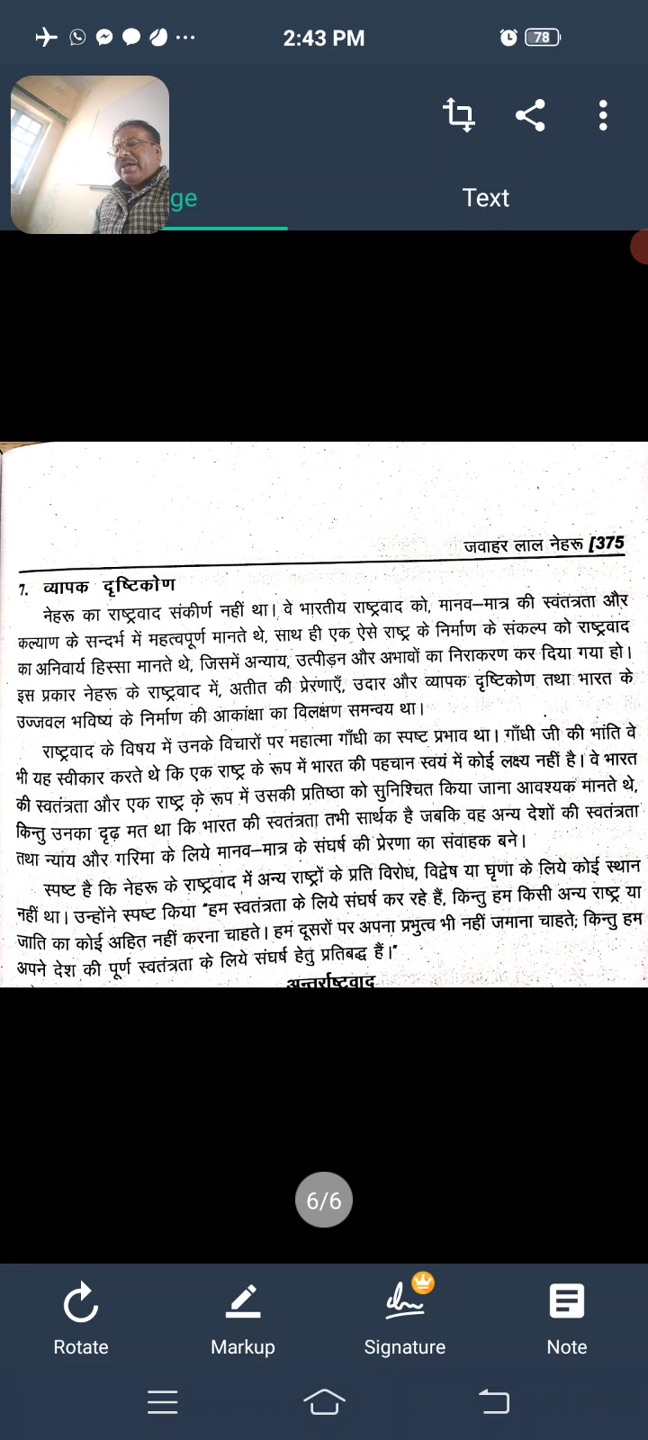 2:43 PM
78
ge
Text
जवाहर लाल नेहरू [375
7. व्यापक दृष्टिकोण
नेहरू का राष्ट्रवाद संकीर्ण नहीं था। वे भारतीय राष्ट्रवाद को, मानव–मात्र की स्वतंत्रता और
कल्याण के सन्दर्भ में महत्वपूर्ण मानते थे, साथ ही एक ऐसे राष्ट्र के निर्माण के संकल्प को राष्ट्रवाद
का अनिवार्य हिस्सा मानते थे, जिसमें अन्याय, उत्पीड़न और अभावों का निराकरण कर दिया गया हो।
इस प्रकार नेहरू के राष्ट्रवाद में, अतीत की प्रेरणाएँ, उदार और व्यापक दृष्टिकोण तथा भारत के
उज्जवल भविष्य के निर्माण की आकांक्षा का विलक्षण समन्वय था।
राष्ट्रवाद के विषय में उनके विचारों पर महात्मा गाँधी का स्पष्ट प्रभाव था। गाँधी जी की भांति वे
भी यह स्वीकार करते थे कि एक राष्ट्र के रूप में भारत की पहचान स्वयं में कोई लक्ष्य नहीं है। वे भारत
की स्वतंत्रता और एक राष्ट्र के रूप में उसकी प्रतिष्ठा को सुनिश्चित किया जाना आवश्यक मानते थे,
किन्तु उनका दृढ़ मत था कि भारत की स्वतंत्रता तभी सार्थक है जबकि वह अन्य देशों की स्वतंत्रता
तथा न्याय और गरिमा के लिये मानव–मात्र के संघर्ष की प्रेरणा का संवाहक बने।
स्पष्ट है कि नेहरू के राष्ट्रवाद में अन्य राष्ट्रों के प्रति विरोध, विद्वेष या घृणा के लिये कोई स्थान
नहीं था। उन्होंने स्पष्ट किया “हम स्वतंत्रता के लिये संघर्ष कर रहे हैं, किन्तु हम किसी अन्य राष्ट्र या
जाति का कोई अहित नहीं करना चाहते। हम दूसरों पर अपना प्रभुत्व भी नहीं जमाना चाहते; किन्तु हम
अपने देश की पूर्ण स्वतंत्रता के लिये संघर्ष हेतु प्रतिबद्ध हैं।”
अन्तर्राष्ट्रवाद
6/6
Rotate
Markup
Signature
Note